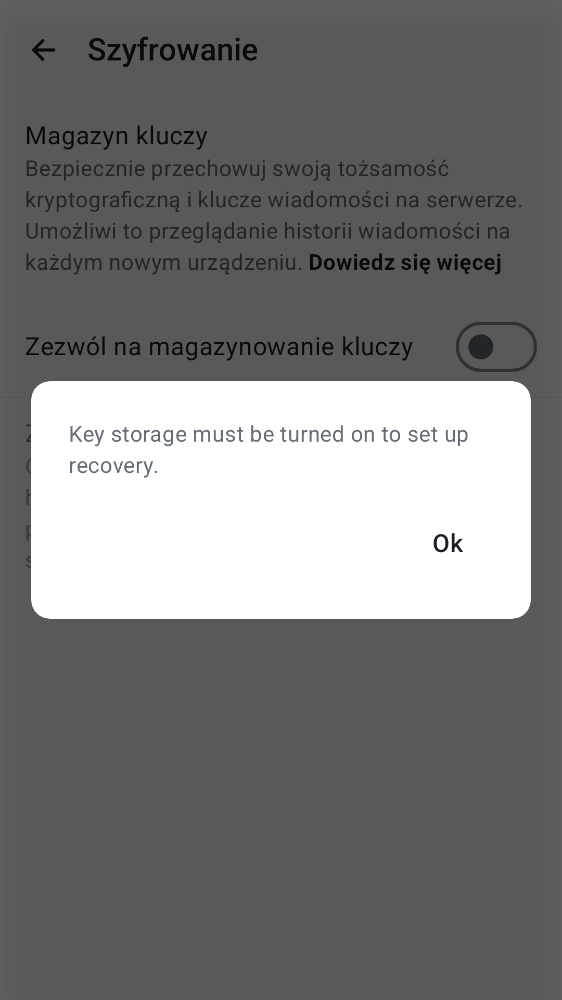 Szyfrowanie
Magazyn kluczy
Bezpiecznie przechowuj swoją tożsamość
kryptograficzną i klucze wiadomości na serwerze.
Umożliwi to przeglądanie historii wiadomości na
każdym nowym urządzeniu. Dowiedz się więcej
Zezwól na magazynowanie kluczy
Key storage must be turned on to set up
recovery.
Ok